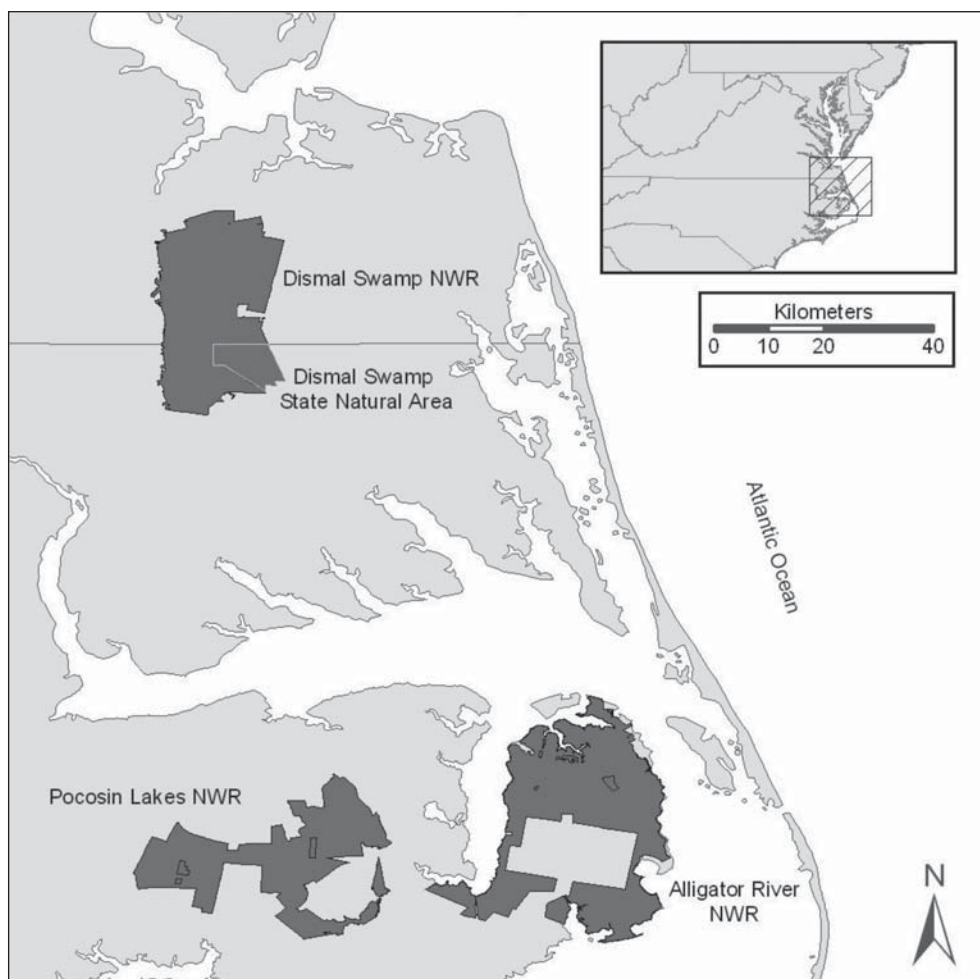 Kilometers
0 10 20 40
Dismal Swamp NWR
Dismal Swamp
State Natural Area
Atlantic Ocean
Pocosin Lakes NWR
Alligator River
NWR
N